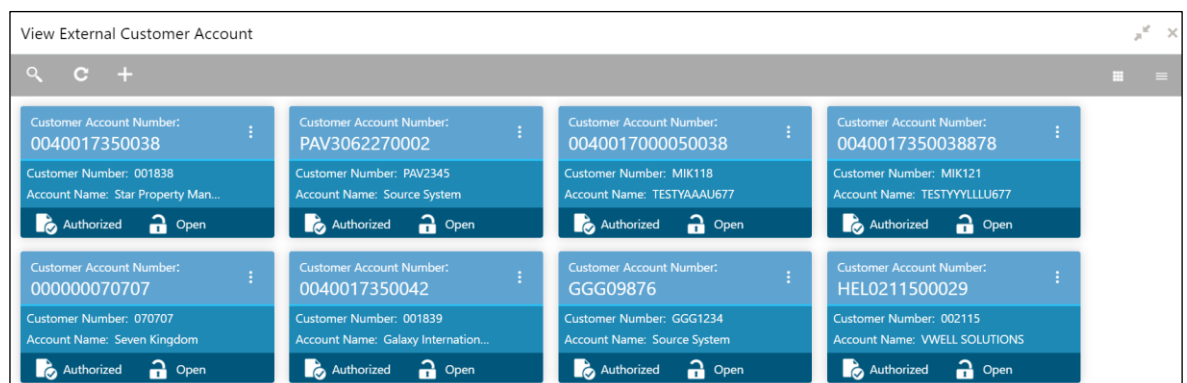 View External Customer Account
Customer Account Number:
0040017350038
Customer Number: 001838
Account Name: Star Property Man...
Authorized Open
Customer Account Number:
PAV3062270002
Customer Number: PAV2345
Account Name: Source System
Authorized Open
Customer Account Number:
0040017000050038
Customer Number: MIK118
Account Name: TESTYAAAU677
Authorized Open
Customer Account Number:
0040017350038878
Customer Number: MIK121
Account Name: TESTYYYLLLU677
Authorized Open
Customer Account Number:
000000070707
Customer Number: 070707
Account Name: Seven Kingdom
Authorized Open
Customer Account Number:
0040017350042
Customer Number: 001839
Account Name: Galaxy Internation...
Authorized Open
Customer Account Number:
GGG09876
Customer Number: GGG1234
Account Name: Source System
Authorized Open
Customer Account Number:
HEL0211500029
Customer Number: 002115
Account Name: VWELL SOLUTIONS
Authorized Open